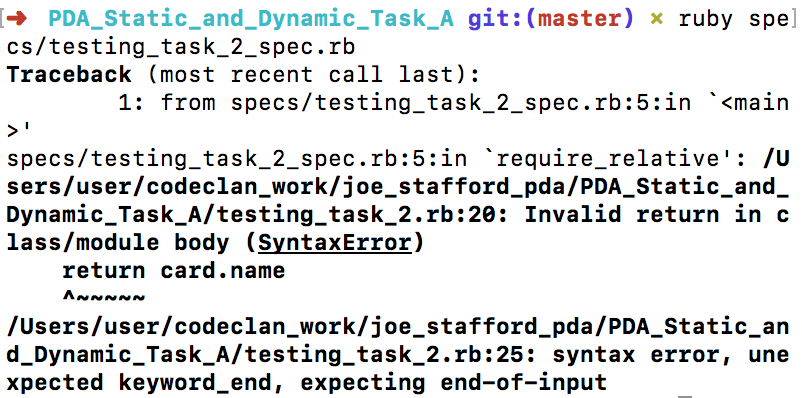 [➜  PDA_Static_and_Dynamic_Task_A git:(master) ✗ ruby spe]
cs/testing_task_2_spec.rb
Traceback (most recent call last):
        1: from specs/testing_task_2_spec.rb:5:in `<main
>'
specs/testing_task_2_spec.rb:5:in `require_relative': /U
sers/user/codeclan_work/joe_stafford_pda/PDA_Static_and_
Dynamic_Task_A/testing_task_2.rb:20: Invalid return in c
lass/module body (SyntaxError)
    return card.name
    ^~~~~~
/Users/user/codeclan_work/joe_stafford_pda/PDA_Static_an
d_Dynamic_Task_A/testing_task_2.rb:25: syntax error, une
xpected keyword_end, expecting end-of-input